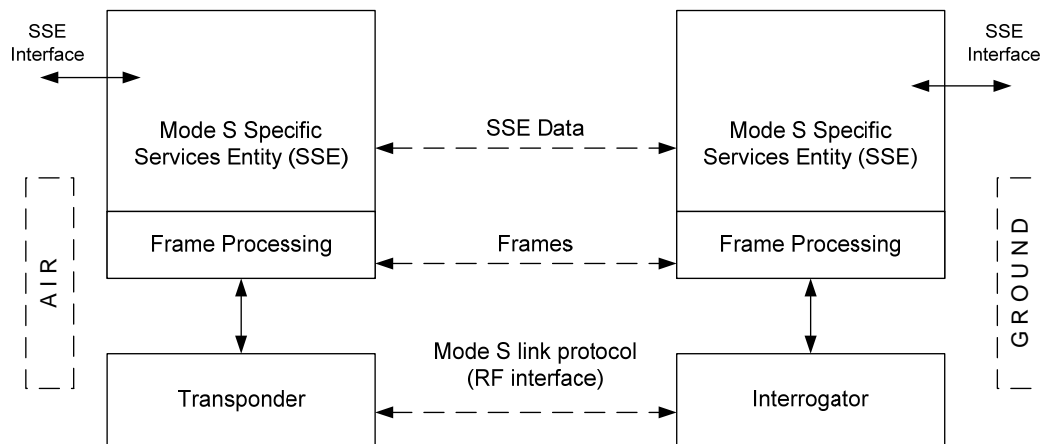 SSE
Interface
SSE
Interface
Mode S Specific
Services Entity (SSE)
SSE Data
Mode S Specific
Services Entity (SSE)
Frame Processing
Frames
Frame Processing
AIR
GROUND
Mode S link protocol
(RF interface)
Transponder
Interrogator